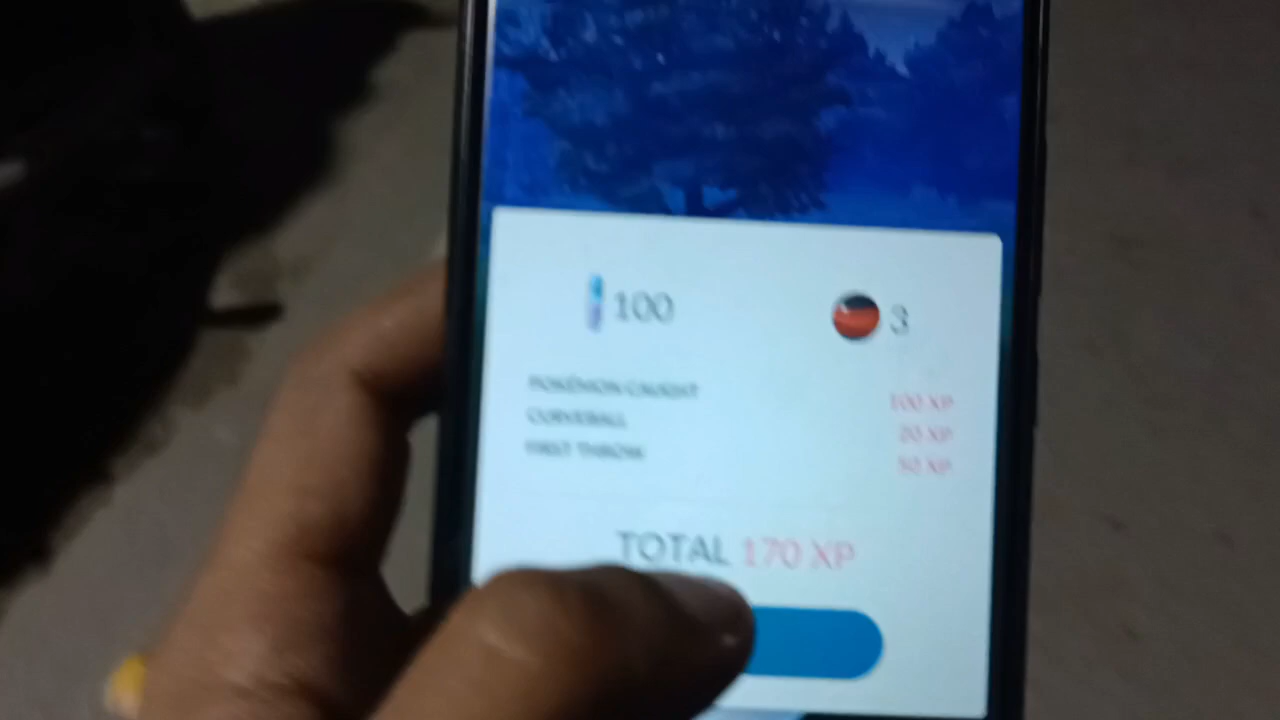 100 3
POKÉMON CAUGHT 100 XP
CURVEBALL 20 XP
FIRST THROW 50 XP
TOTAL 170 XP